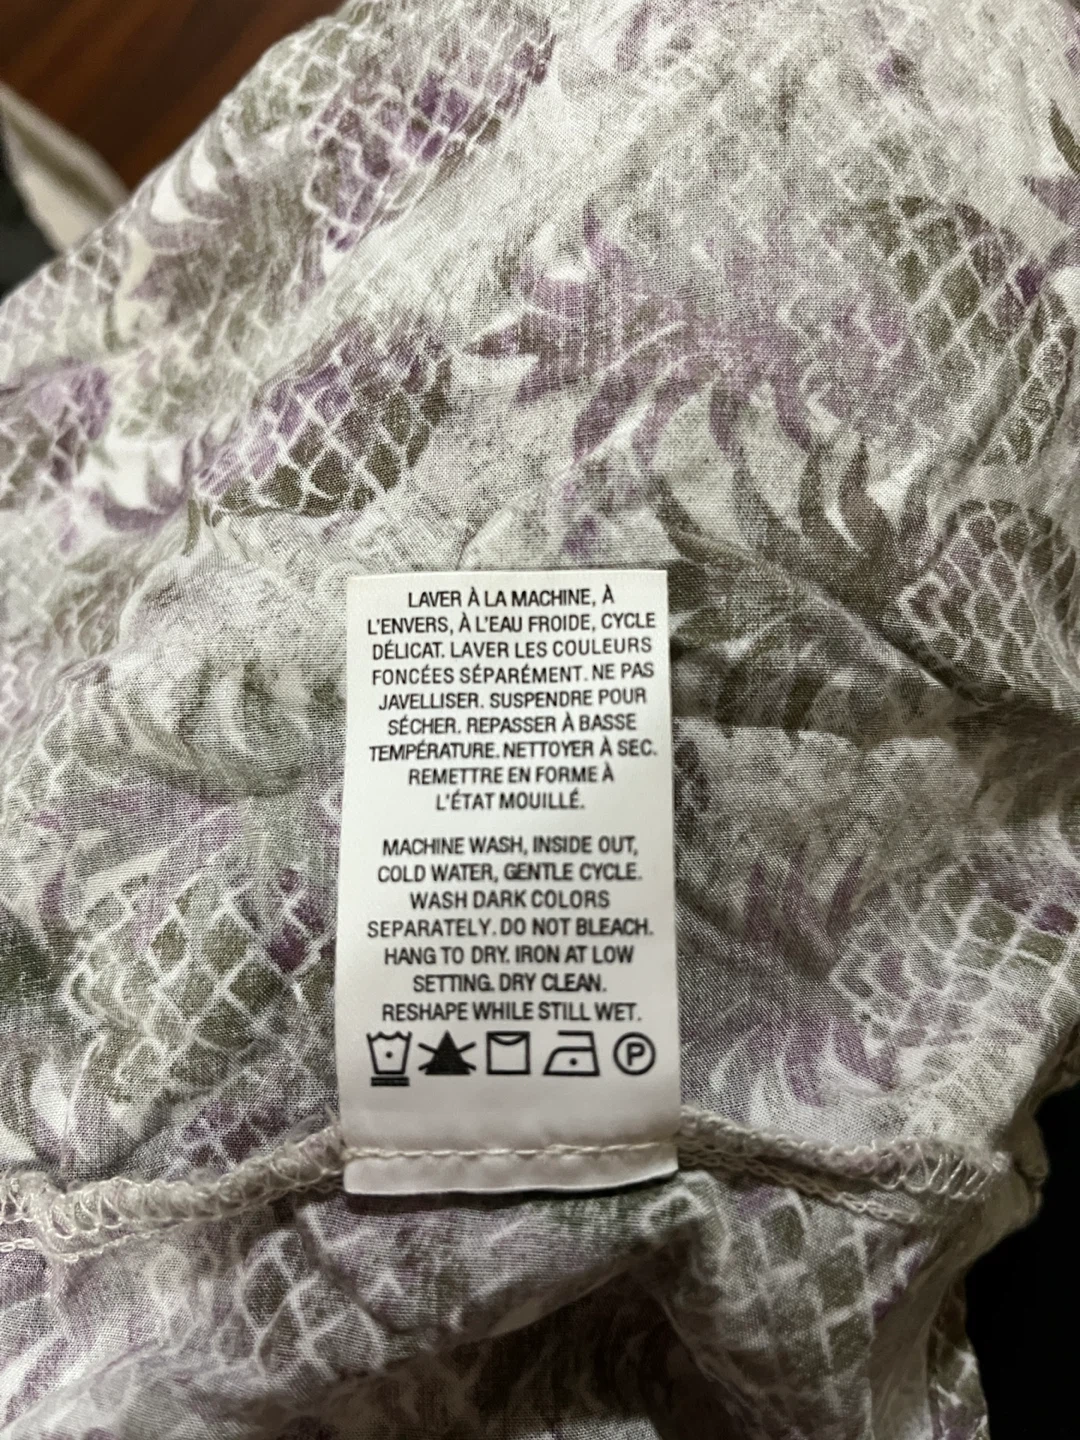 LAVER À LA MACHINE, À
L'ENVERS, À L'EAU FROIDE, CYCLE
DÉLICAT. LAVER LES COULEURS
FONCÉES SÉPARÉMENT. NE PAS
JAVELLISER. SUSPENDRE POUR
SÉCHER. REPASSER À BASSE
TEMPÉRATURE. NETTOYER À SEC.
REMETTRE EN FORME À
L'ÉTAT MOUILLÉ.
MACHINE WASH, INSIDE OUT,
COLD WATER, GENTLE CYCLE.
WASH DARK COLORS
SEPARATELY. DO NOT BLEACH.
HANG TO DRY. IRON AT LOW
SETTING. DRY CLEAN.
RESHAPE WHILE STILL WET.
P